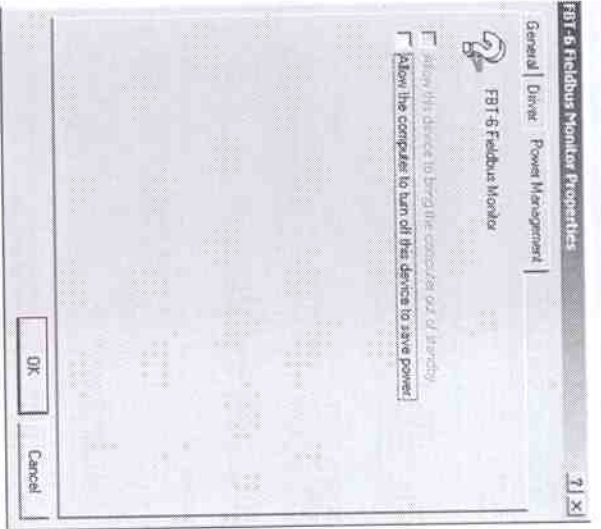 FBT-6 Fieldbus Monitor Properties ? X
General Driver Power Management
FBT-6 Fieldbus Monitor
Allow this device to bring the computer out of standby
Allow the computer to turn off this device to save power
OK Cancel